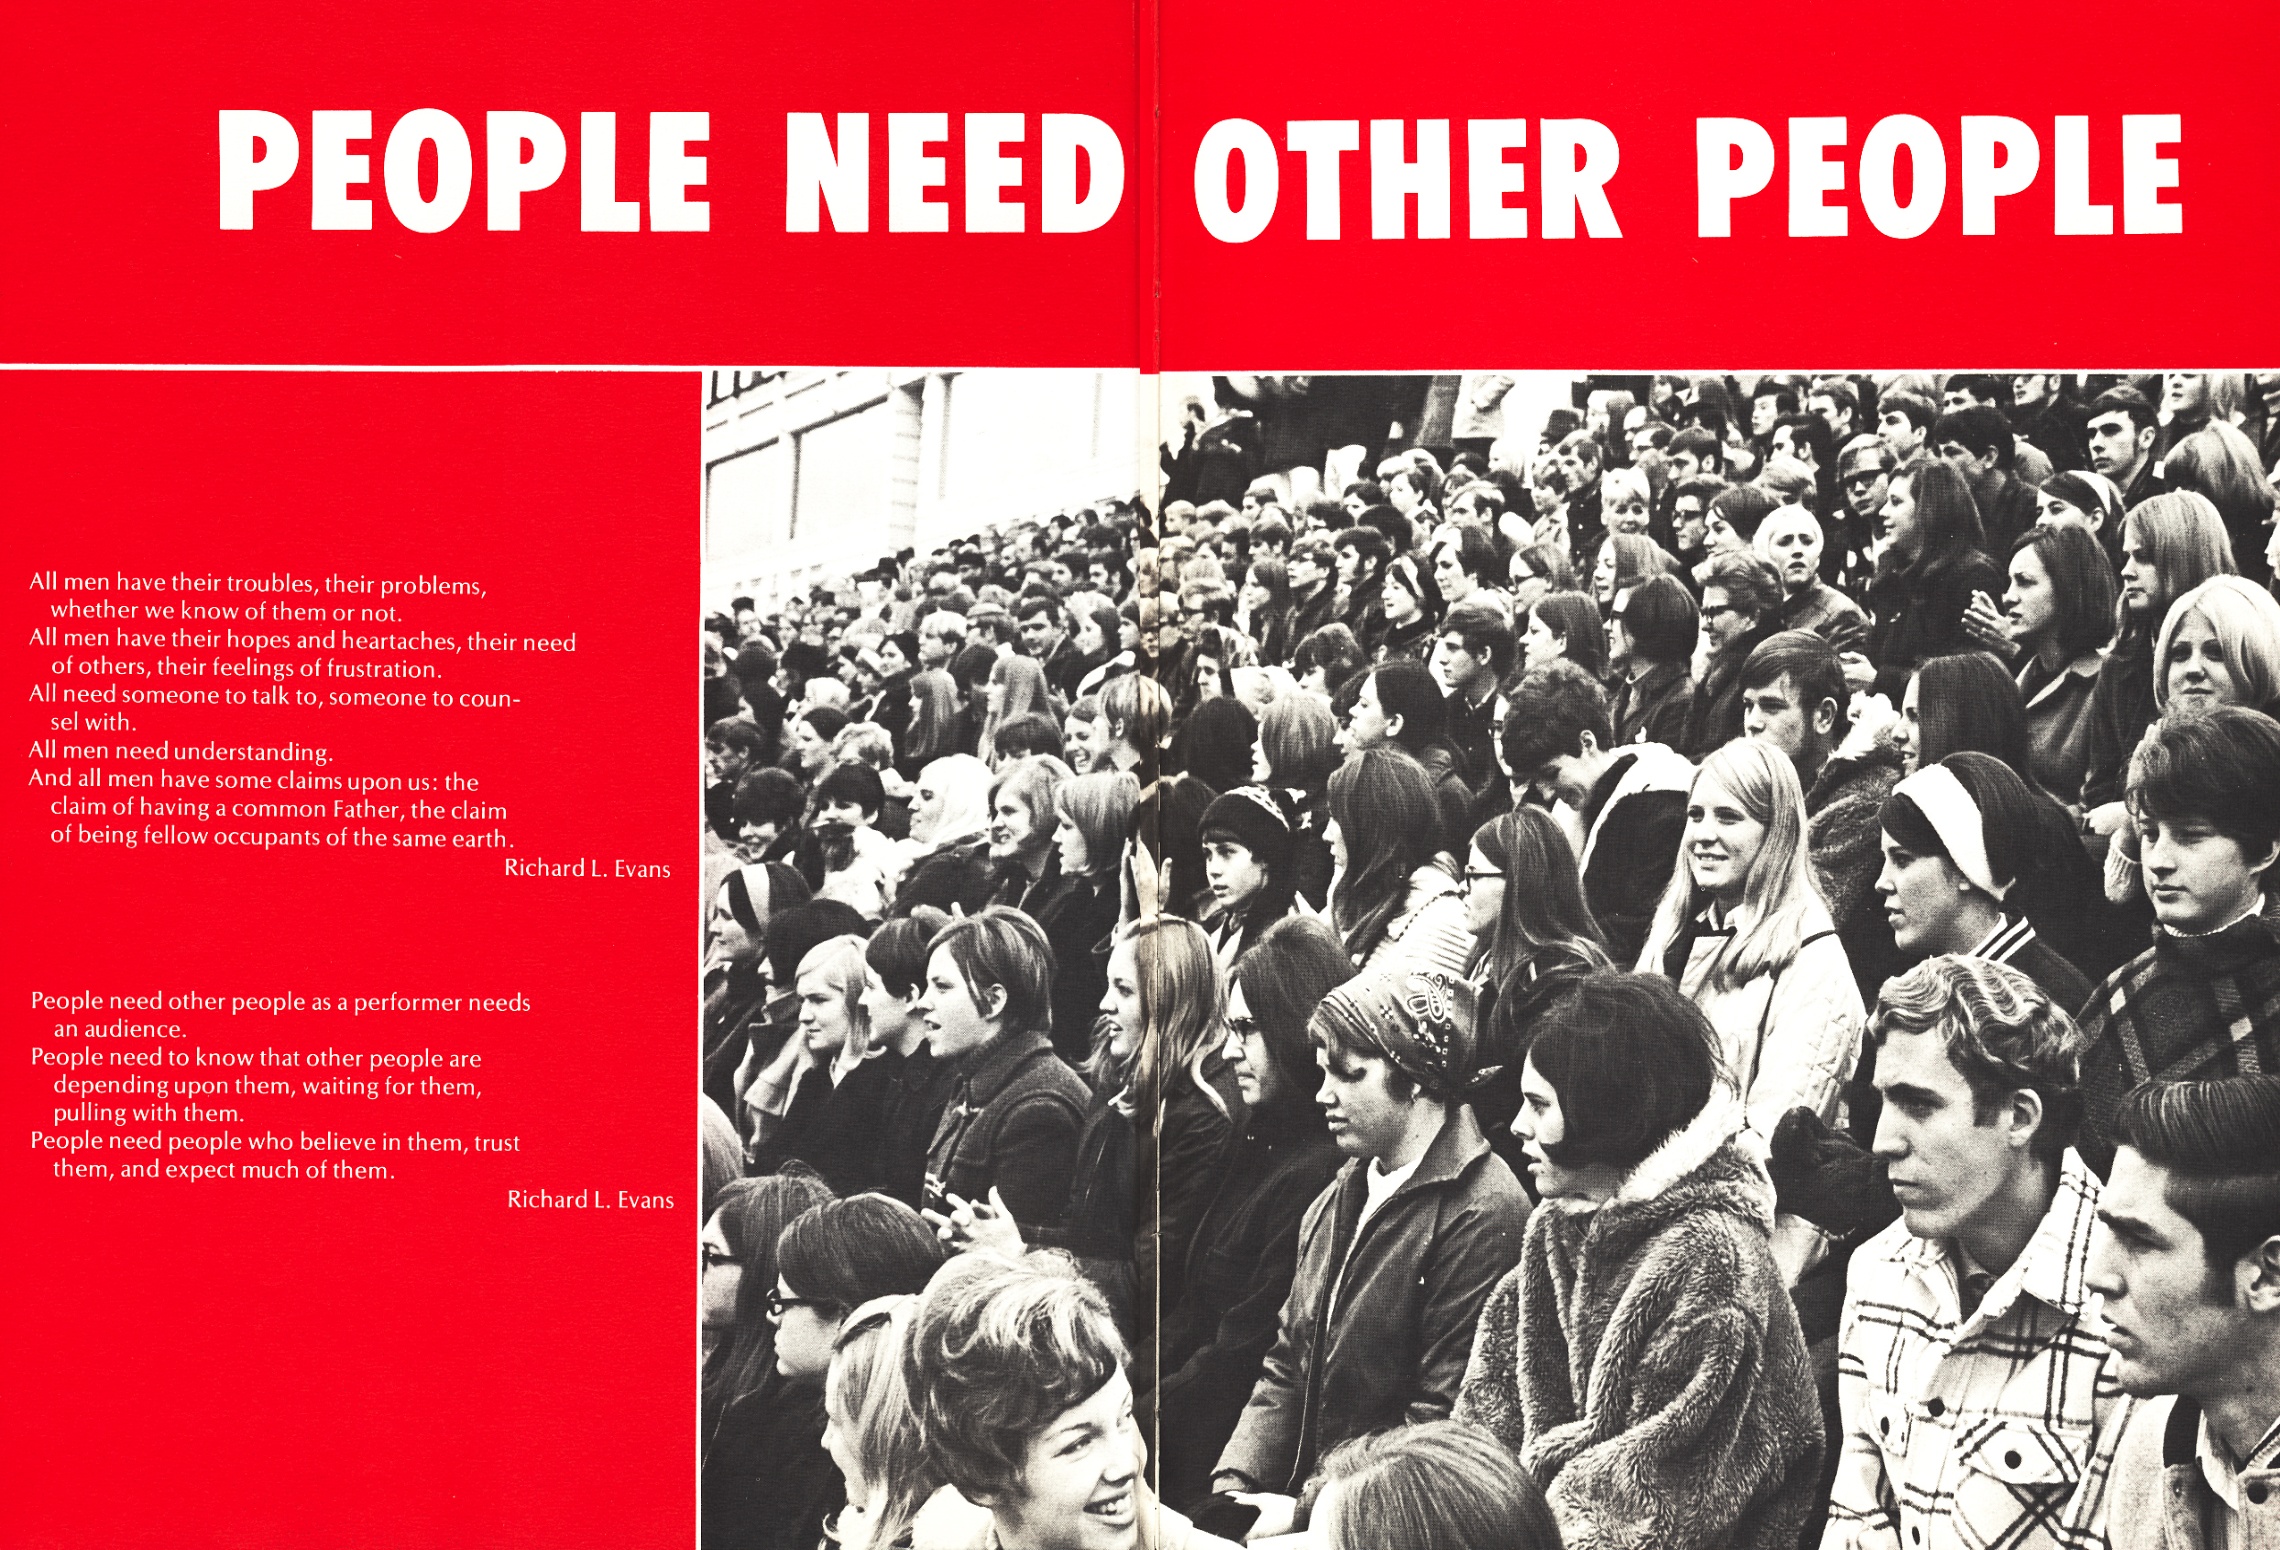 PEOPLE NEED OTHER PEOPLE
All men have their troubles, their problems,
whether we know of them or not.
All men have their hopes and heartaches, their need
of others, their feelings of frustration.
All need someone to talk to, someone to coun-
sel with.
All men need understanding.
And all men have some claims upon us: the
claim of having a common Father, the claim
of being fellow occupants of the same earth.
Richard L. Evans
People need other people as a performer needs
an audience.
People need to know that other people are
depending upon them, waiting for them,
pulling with them.
People need people who believe in them, trust
them, and expect much of them.
Richard L. Evans